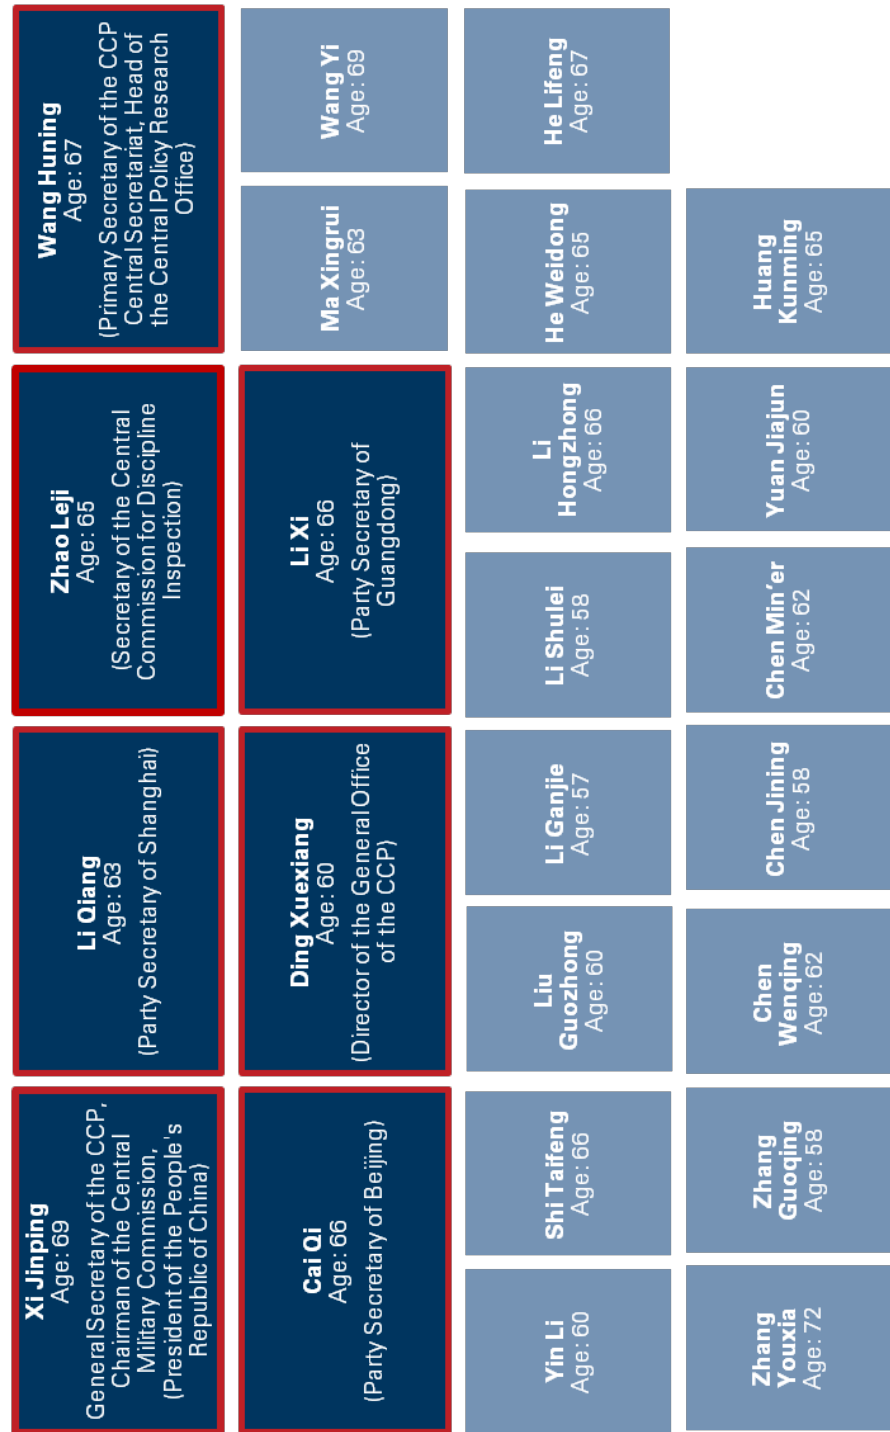 Xi Jinping
Age: 69
General Secretary of the CCP,
Chairman of the Central
Military Commission,
(President of the People's
Republic of China)
Li Qiang
Age: 63
(Party Secretary of Shanghai)
Zhao Leji
Age: 65
(Secretary of the Central
Commission for Discipline
Inspection)
Wang Huning
Age: 67
(Primary Secretary of the CCP
Central Secretariat, Head of
the Central Policy Research
Office)
Cai Qi
Age: 66
(Party Secretary of Beijing)
Ding Xuexiang
Age: 60
(Director of the General Office
of the CCP)
Li Xi
Age: 66
(Party Secretary of
Guangdong)
Ma Xingrui
Age: 63
Wang Yi
Age: 69
Yin Li
Age: 60
Shi Taifeng
Age: 66
Liu
Guozhong
Age: 60
Li Ganjie
Age: 57
Li Shulei
Age: 58
Li
Hongzhong
Age: 66
He Weidong
Age: 65
He Lifeng
Age: 67
Zhang
Youxia
Age: 72
Zhang
Guoqing
Age: 58
Chen
Wenqing
Age: 62
Chen Jining
Age: 58
Chen Min'er
Age: 62
Yuan Jiajun
Age: 60
Huang
Kunming
Age: 65